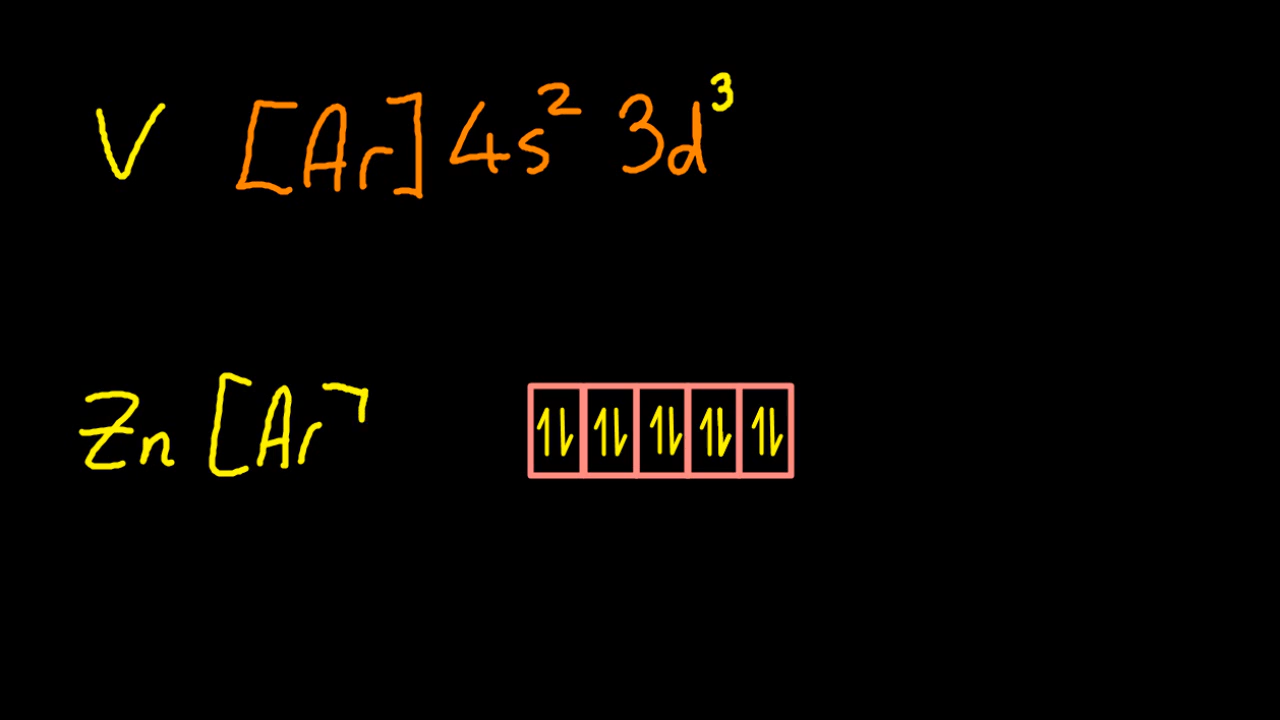 V [Ar] 4s² 3d³
Zn [Ar ⥮ ⥮ ⥮ ⥮ ⥮